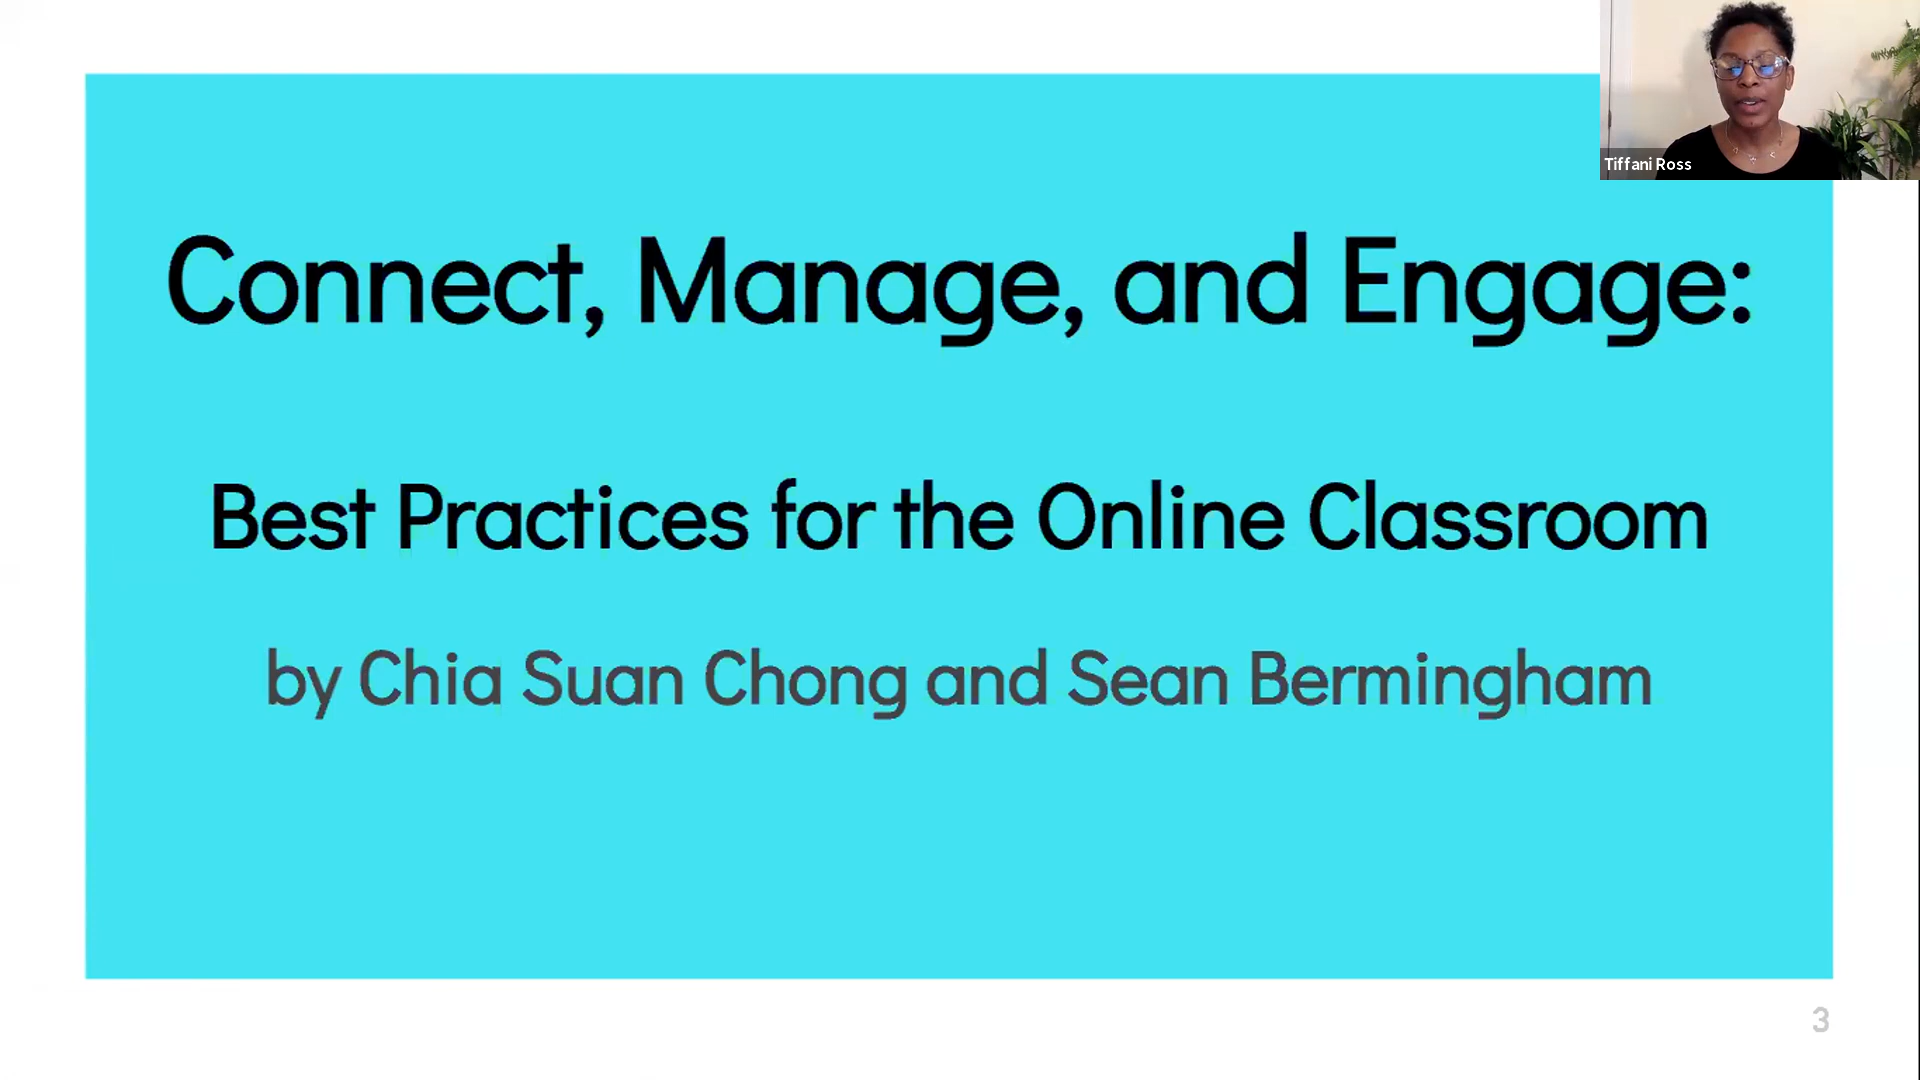 Tiffani Ross
Connect, Manage, and Engage:
Best Practices for the Online Classroom
by Chia Suan Chong and Sean Bermingham
3